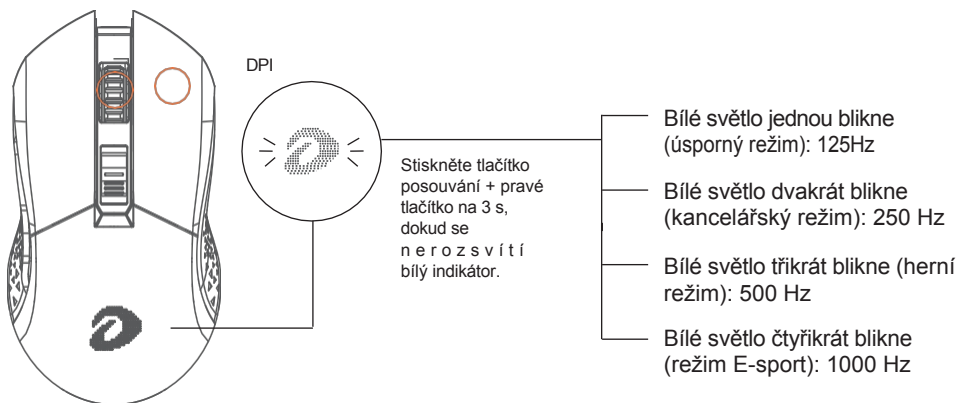 DPI
Stiskněte tlačítko
posouvání + pravé
tlačítko na 3 s,
dokud se
n e r o z s v í t í
bílý indikátor.
Bílé světlo jednou blikne
(úsporný režim): 125Hz
Bílé světlo dvakrát blikne
(kancelářský režim): 250 Hz
Bílé světlo třikrát blikne (herní
režim): 500 Hz
Bílé světlo čtyřikrát blikne
(režim E-sport): 1000 Hz